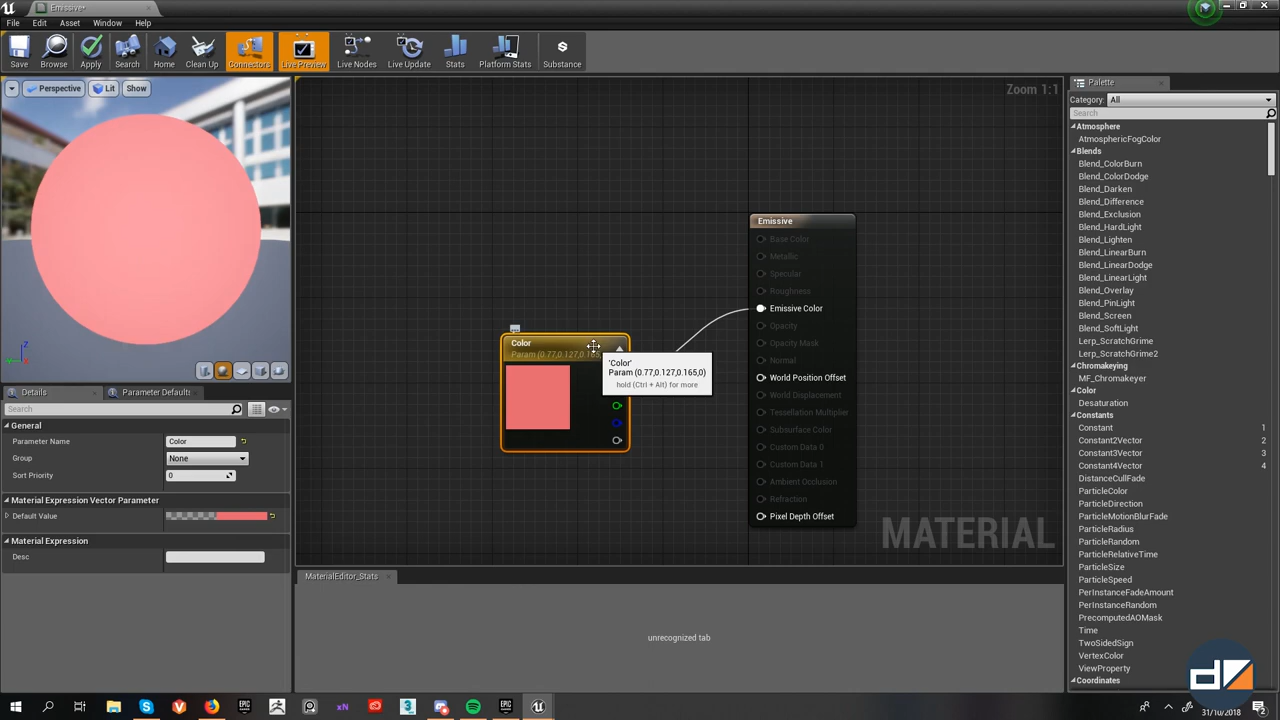 Emissive*
File Edit Asset Window Help
Save Browse Apply Search Home Clean Up Connectors Live Preview Live Nodes Live Update Stats Platform Stats Substance
Perspective Lit Show
Zoom 1:1
Emissive
Base Color
Metallic
Specular
Roughness
Emissive Color
Opacity
Opacity Mask
Normal
World Position Offset
World Displacement
Tessellation Multiplier
Subsurface Color
Custom Data 0
Custom Data 1
Ambient Occlusion
Refraction
Pixel Depth Offset
Color
Param (0.77,0.127,0.165,
'Color'
Param (0.77,0.127,0.165,0)
hold (Ctrl + Alt) for more
MATERIAL
Details Parameter Default
Search
General
Parameter Name Color
Group None
Sort Priority 0
Material Expression Vector Parameter
Default Value
Material Expression
Desc
MaterialEditor_Stats
unrecognized tab
Palette
Category: All
Search
Atmosphere
AtmosphericFogColor
Blends
Blend_ColorBurn
Blend_ColorDodge
Blend_Darken
Blend_Difference
Blend_Exclusion
Blend_HardLight
Blend_Lighten
Blend_LinearBurn
Blend_LinearDodge
Blend_LinearLight
Blend_Overlay
Blend_PinLight
Blend_Screen
Blend_SoftLight
Lerp_ScratchGrime
Lerp_ScratchGrime2
Chromakeying
MF_Chromakeyer
Color
Desaturation
Constants
Constant 1
Constant2Vector 2
Constant3Vector 3
Constant4Vector 4
DistanceCullFade
ParticleColor
ParticleDirection
ParticleMotionBlurFade
ParticleRadius
ParticleRandom
ParticleRelativeTime
ParticleSize
ParticleSpeed
PerInstanceFadeAmount
PerInstanceRandom
PrecomputedAOMask
Time
TwoSidedSign
VertexColor
ViewProperty
Coordinates
31/10/2018